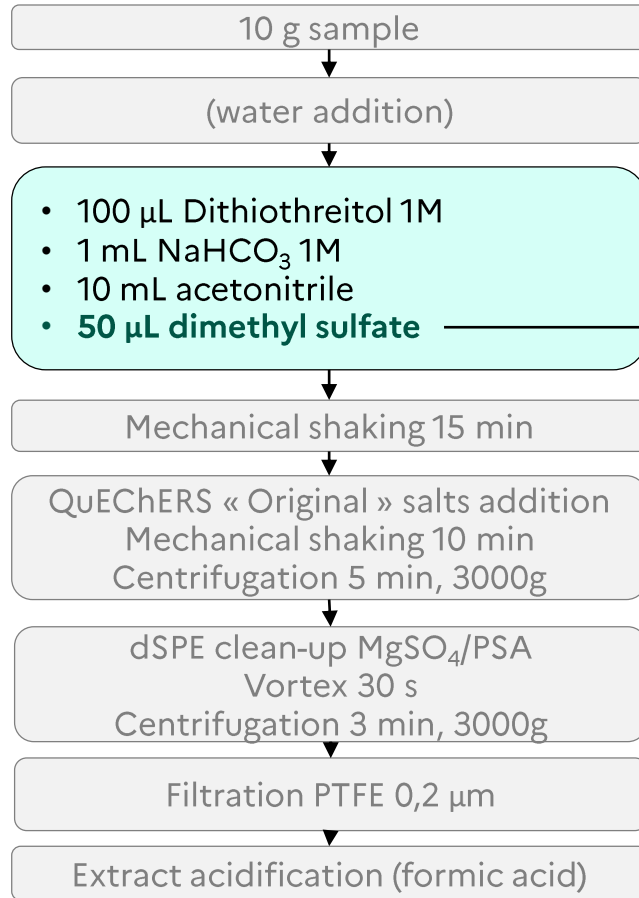 10 g sample
(water addition)
• 100 µL Dithiothreitol 1M
• 1 mL NaHCO₃ 1M
• 10 mL acetonitrile
• 50 µL dimethyl sulfate
Mechanical shaking 15 min
QuEChERS « Original » salts addition
Mechanical shaking 10 min
Centrifugation 5 min, 3000g
dSPE clean-up MgSO₄/PSA
Vortex 30 s
Centrifugation 3 min, 3000g
Filtration PTFE 0,2 µm
Extract acidification (formic acid)